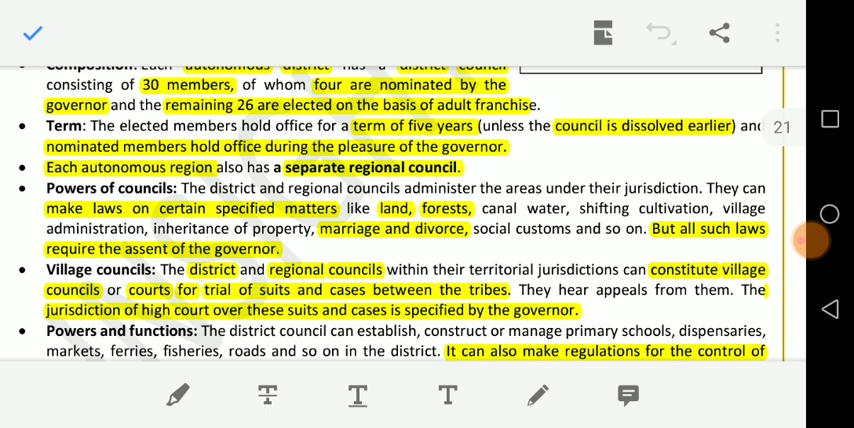 • Composition: Each autonomous district has a district council
consisting of 30 members, of whom four are nominated by the
governor and the remaining 26 are elected on the basis of adult franchise.
• Term: The elected members hold office for a term of five years (unless the council is dissolved earlier) and
21
nominated members hold office during the pleasure of the governor.
• Each autonomous region also has a separate regional council.
• Powers of councils: The district and regional councils administer the areas under their jurisdiction. They can
make laws on certain specified matters like land, forests, canal water, shifting cultivation, village
administration, inheritance of property, marriage and divorce, social customs and so on. But all such laws
require the assent of the governor.
• Village councils: The district and regional councils within their territorial jurisdictions can constitute village
councils or courts for trial of suits and cases between the tribes. They hear appeals from them. The
jurisdiction of high court over these suits and cases is specified by the governor.
• Powers and functions: The district council can establish, construct or manage primary schools, dispensaries,
markets, ferries, fisheries, roads and so on in the district. It can also make regulations for the control of